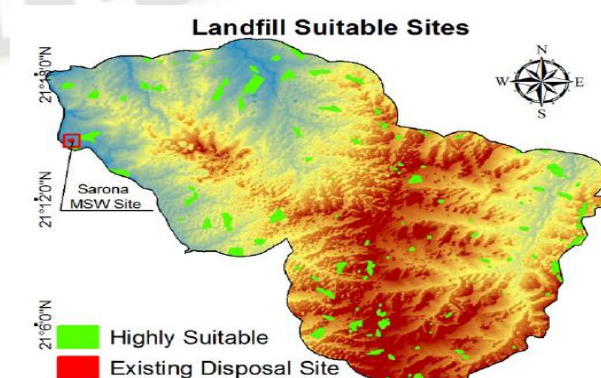 Landfill Suitable Sites
N
W
E
S
21°18'0"N
21°12'0"N
21°6'0"N
Sarona
MSW Site
Highly Suitable
Existing Disposal Site